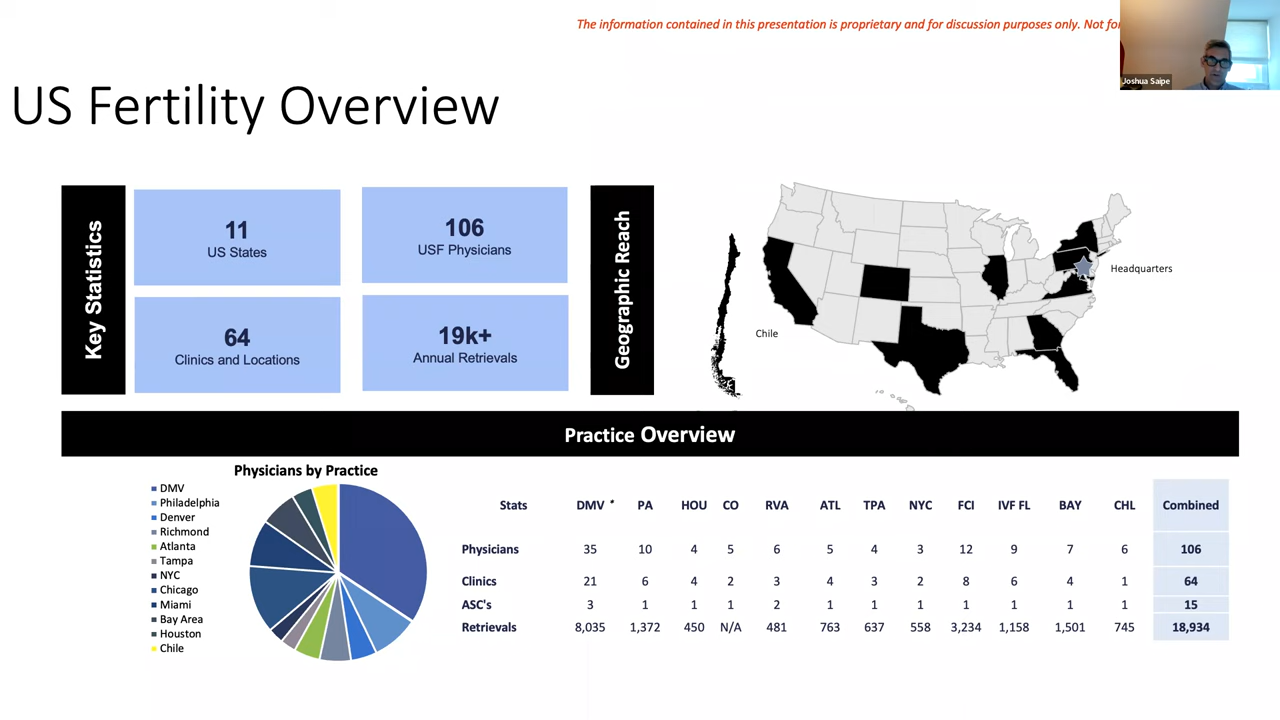 The information contained in this presentation is proprietary and for discussion purposes only. Not for
Joshua Saipe
US Fertility Overview
Key Statistics
11
US States
106
USF Physicians
64
Clinics and Locations
19k+
Annual Retrievals
Geographic Reach
Headquarters
Chile
Practice Overview
Physicians by Practice
DMV
Philadelphia
Denver
Richmond
Atlanta
Tampa
NYC
Chicago
Miami
Bay Area
Houston
Chile
Stats DMV * PA HOU CO RVA ATL TPA NYC FCI IVF FL BAY CHL Combined
Physicians 35 10 4 5 6 5 4 3 12 9 7 6 106
Clinics 21 6 4 2 3 4 3 2 8 6 4 1 64
ASC's 3 1 1 1 2 1 1 1 1 1 1 1 15
Retrievals 8,035 1,372 450 N/A 481 763 637 558 3,234 1,158 1,501 745 18,934